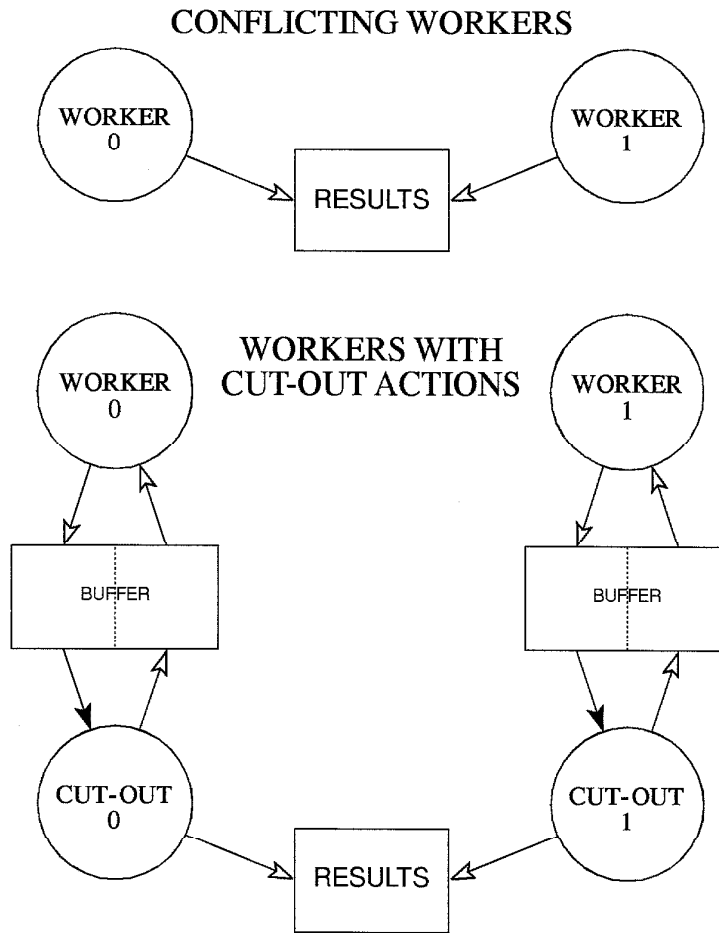 CONFLICTING WORKERS
WORKER
0
WORKER
1
RESULTS
WORKERS WITH
CUT-OUT ACTIONS
WORKER
0
WORKER
1
BUFFER
BUFFER
CUT-OUT
0
CUT-OUT
1
RESULTS